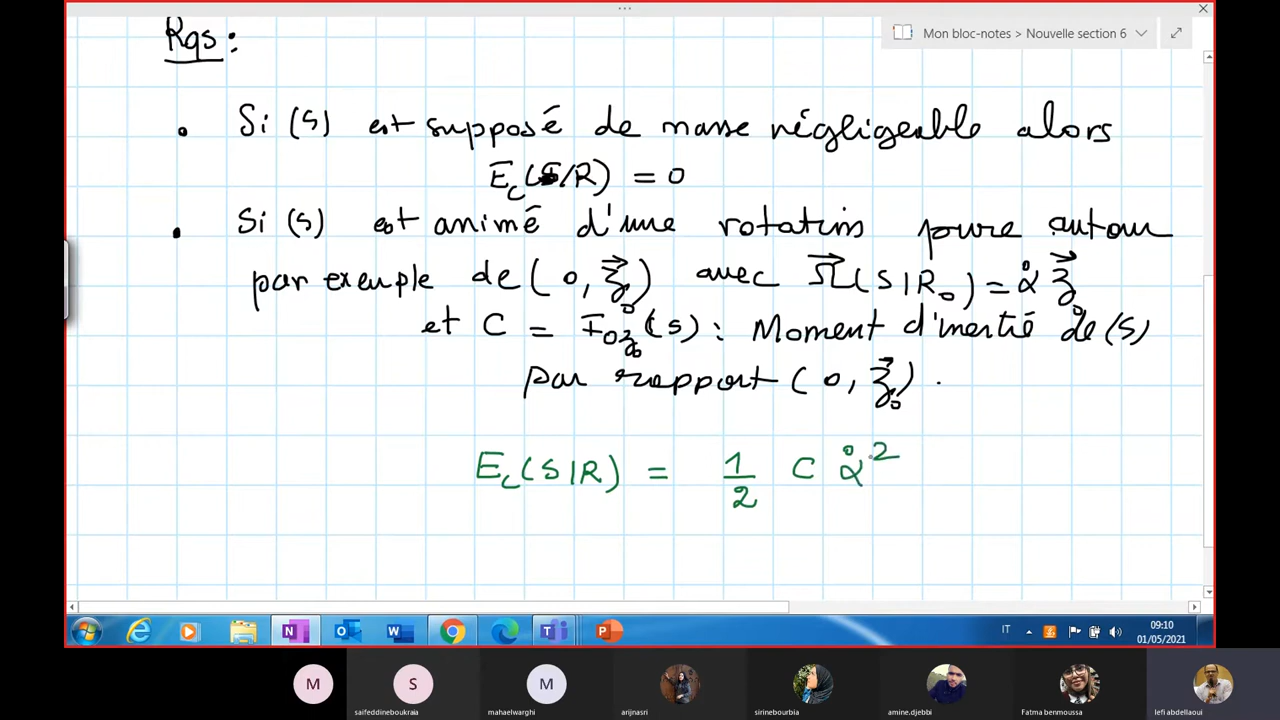 Mon bloc-notes > Nouvelle section 6
Rqs :
• Si (S) est supposé de masse négligeable alors
Ec(S/R) = 0
• Si (S) est animé d'une rotation pure autour
par exemple de (O, z⃗₀) avec Ω⃗(S/R₀) = α̊ z⃗₀
et C = I_Oz₀(S) : Moment d'inertie de (S)
par rapport (O, z⃗₀).
Ec(S/R) = 1/2 C α̊²
IT
09:10
01/05/2021
M S M
saifeddineboukraia mahaelwarghi arijnasri sirinebourbia amine.djebbi Fatma benmoussa lefi abdellaoui